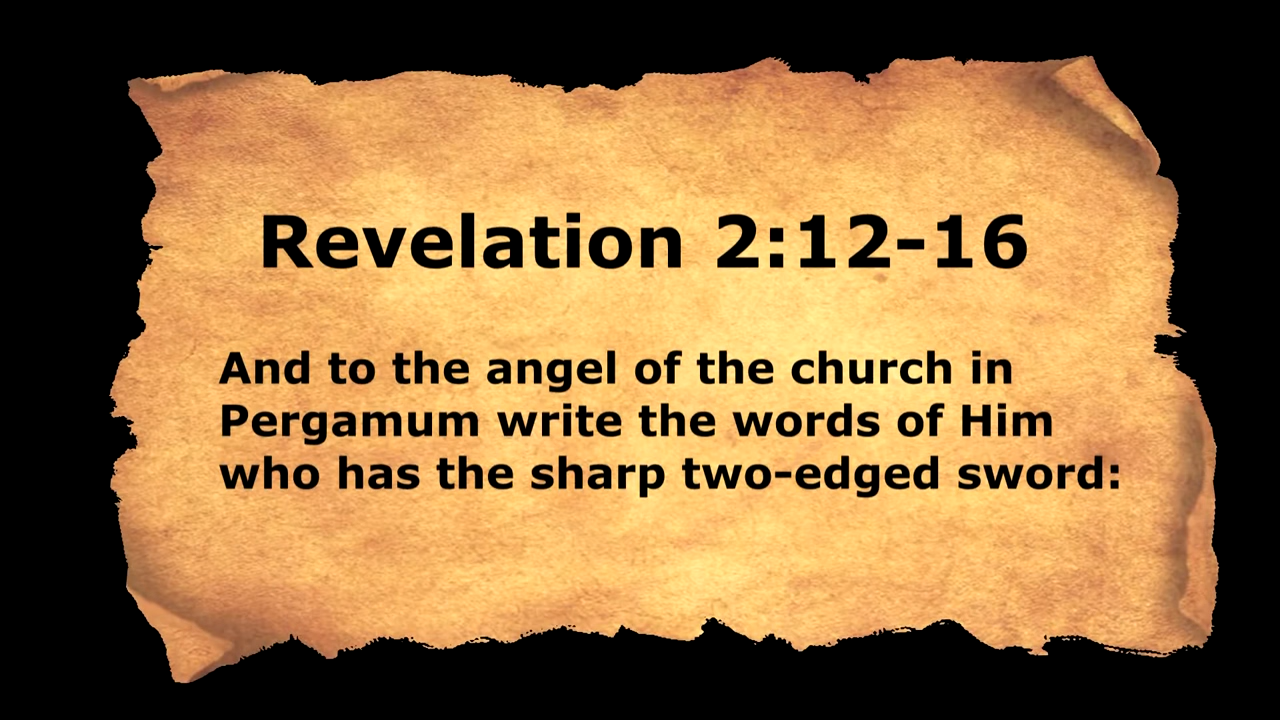 Revelation 2:12-16
And to the angel of the church in
Pergamum write the words of Him
who has the sharp two-edged sword: